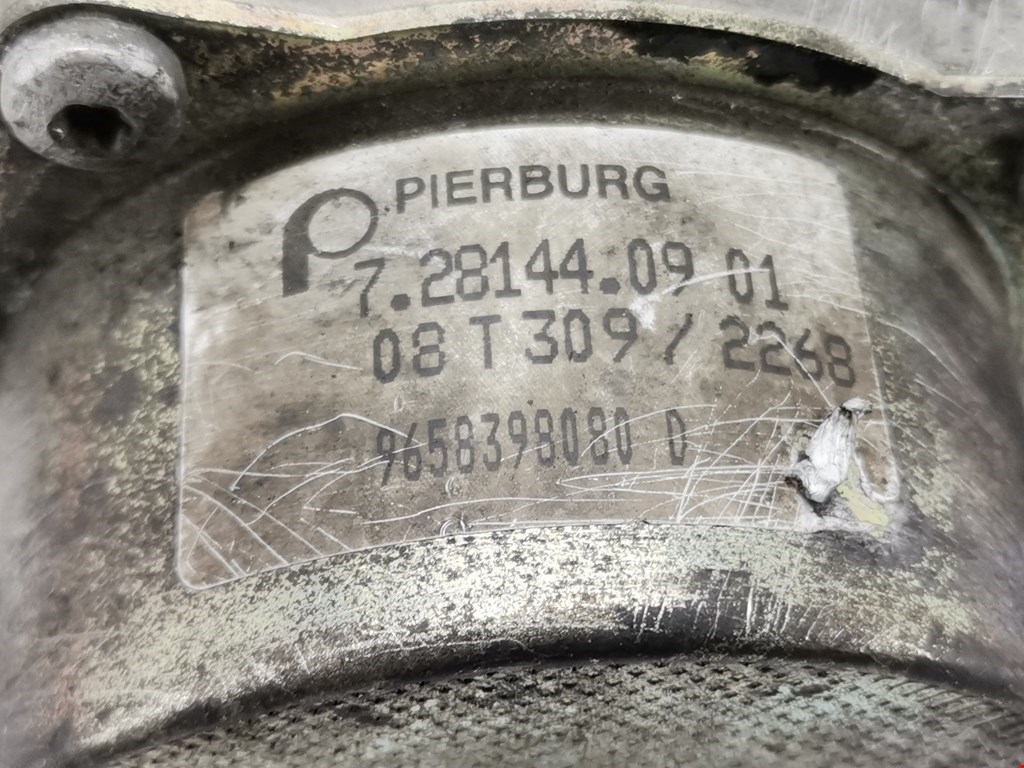 PIERBURG
7.28144.09 01
08 T 309 / 2268
9658398080 D